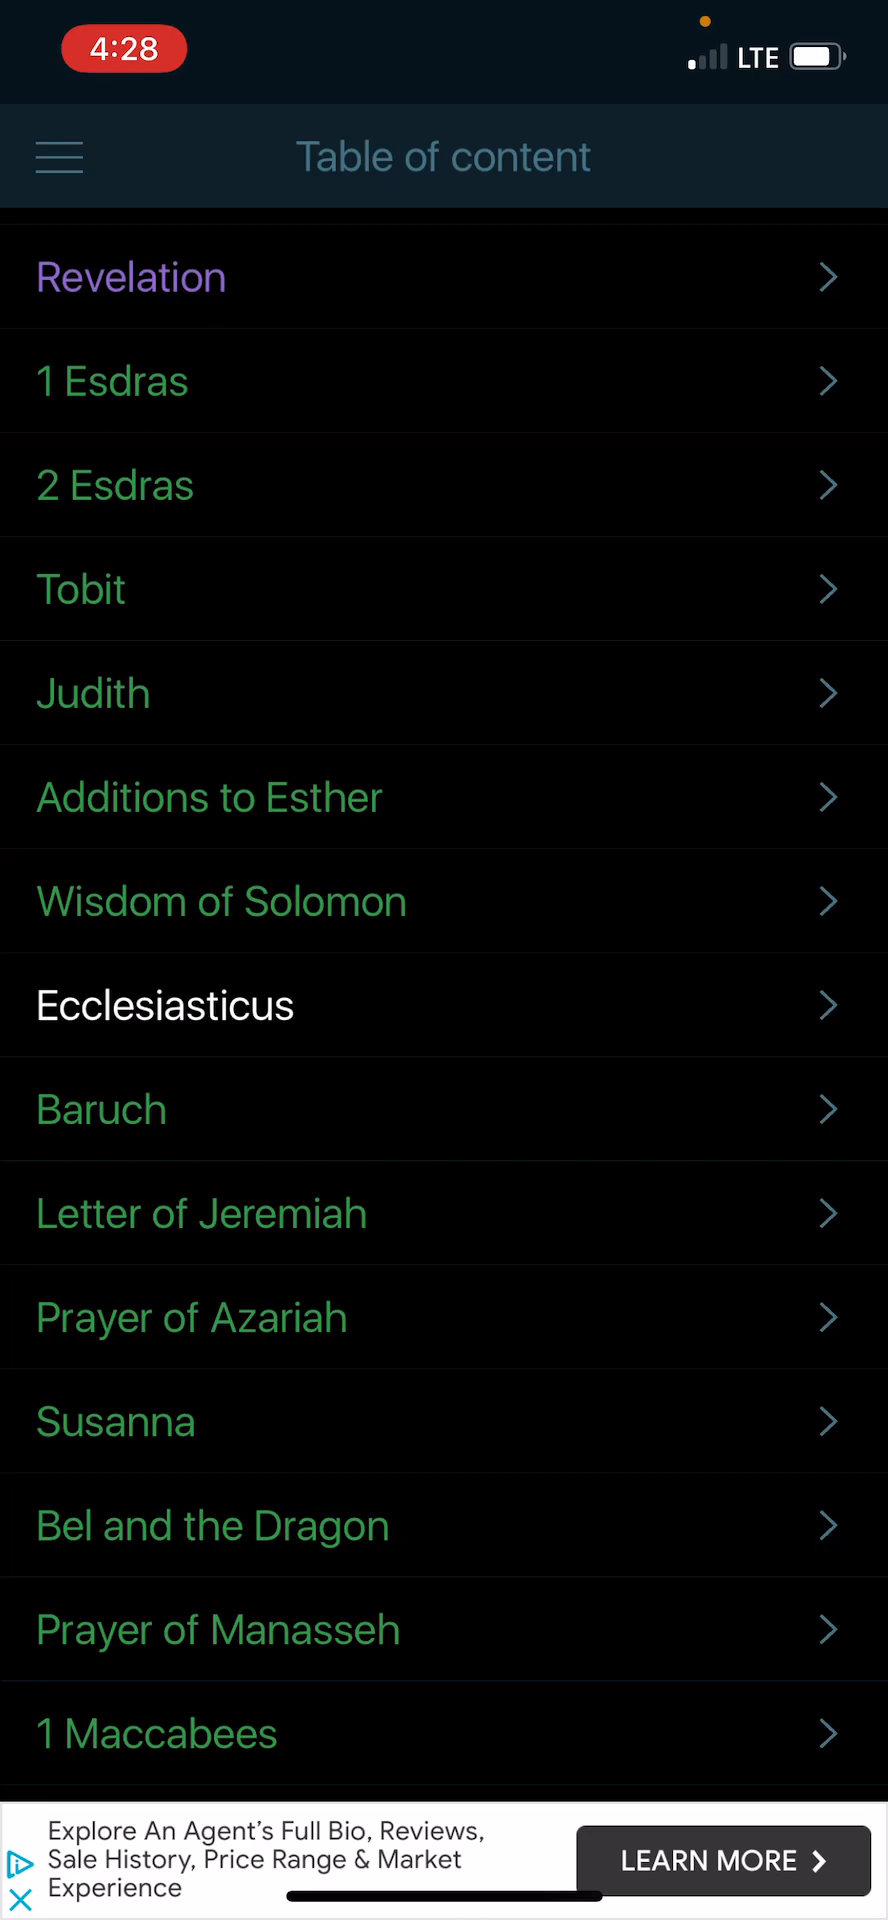 4:28
LTE
Table of content
Revelation
1 Esdras
2 Esdras
Tobit
Judith
Additions to Esther
Wisdom of Solomon
Ecclesiasticus
Baruch
Letter of Jeremiah
Prayer of Azariah
Susanna
Bel and the Dragon
Prayer of Manasseh
1 Maccabees
Explore An Agent’s Full Bio, Reviews,
Sale History, Price Range & Market
Experience
LEARN MORE